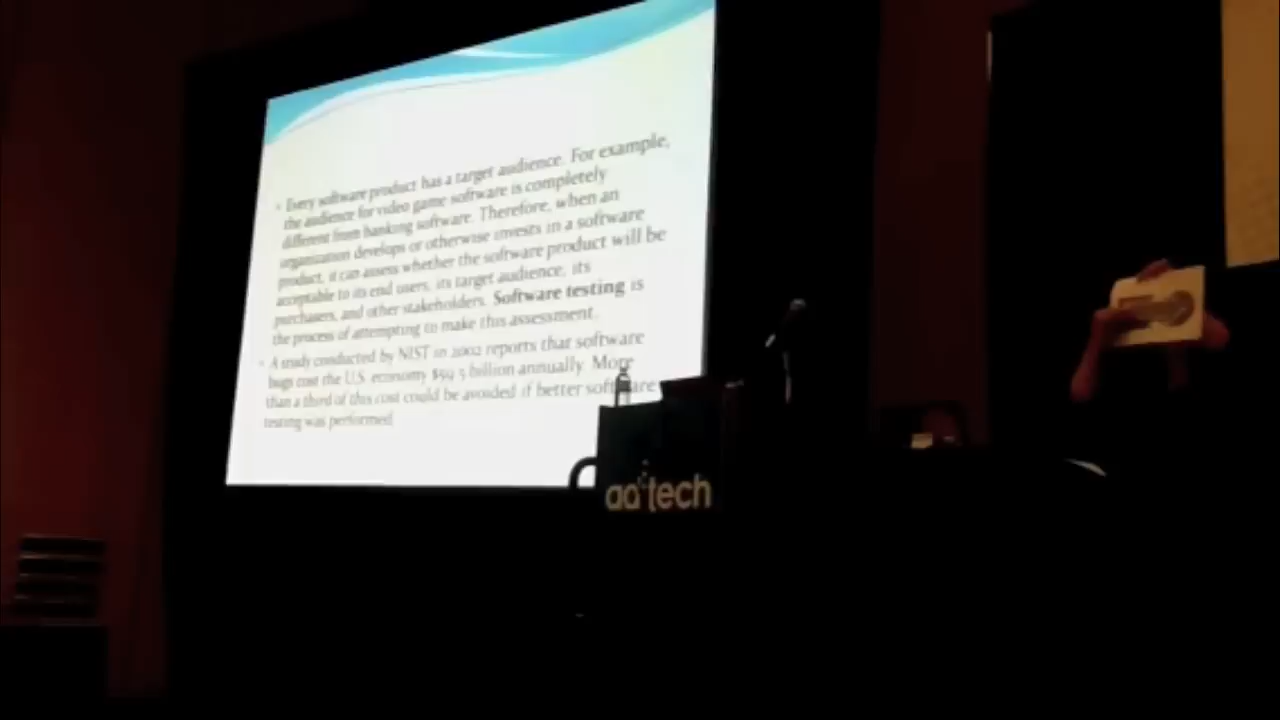 • Every software product has a target audience. For example,
the audience for video game software is completely
different from banking software. Therefore, when an
organization develops or otherwise invests in a software
product, it can assess whether the software product will be
acceptable to its end users, its target audience, its
purchasers, and other stakeholders. Software testing is
the process of attempting to make this assessment.
• A study conducted by NIST in 2002 reports that software
bugs cost the U.S. economy $59.5 billion annually. More
than a third of this cost could be avoided if better software
testing was performed
ad:tech